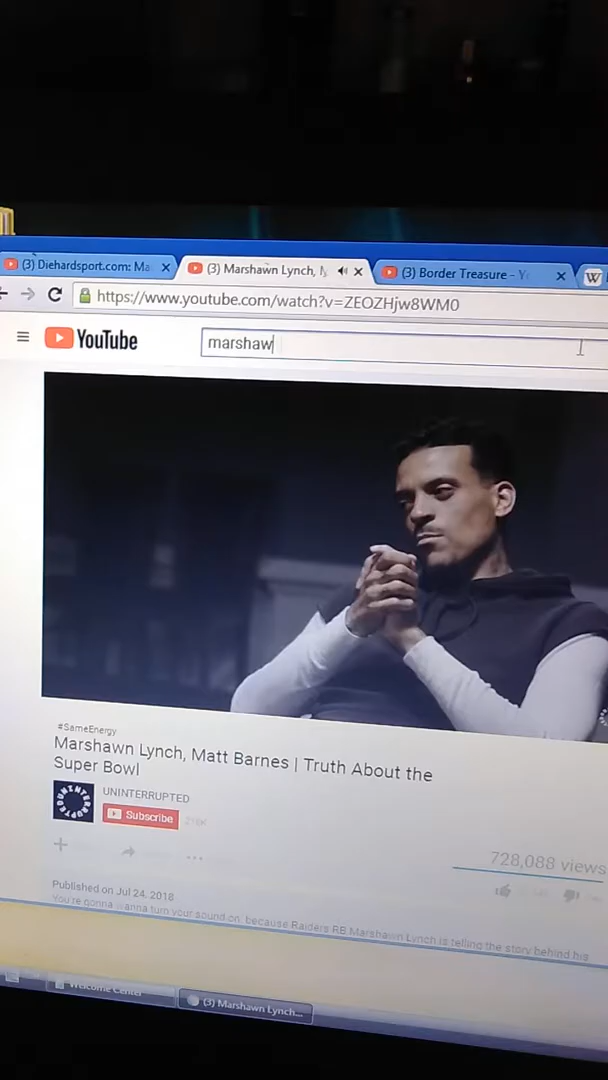 (3) Diehardsport.com: Ma
(3) Marshawn Lynch, M
(3) Border Treasure - Y
W
https://www.youtube.com/watch?v=ZEOZHjw8WM0
YouTube
marshaw
#SameEnergy
Marshawn Lynch, Matt Barnes | Truth About the
Super Bowl
UNINTERRUPTED
UNINTERRUPTED
Subscribe
728,088 views
Published on Jul 24, 2018
You're gonna wanna turn your sound on, because Raiders RB Marshawn Lynch is telling the story behind his
Welcome Center
(3) Marshawn Lynch...